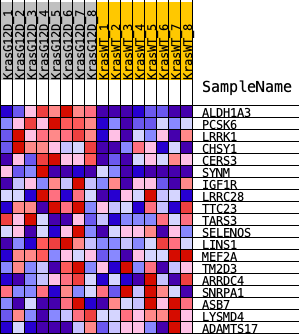 KrasG12D_1
KrasG12D_2
KrasG12D_3
KrasG12D_4
KrasG12D_5
KrasG12D_6
KrasG12D_7
KrasG12D_8
KrasWT_1
KrasWT_2
KrasWT_3
KrasWT_4
KrasWT_5
KrasWT_6
KrasWT_7
KrasWT_8
SampleName
ALDH1A3
PCSK6
LRRK1
CHSY1
CERS3
SYNM
IGF1R
LRRC28
TTC23
TARS3
SELENOS
LINS1
MEF2A
TM2D3
ARRDC4
SNRPA1
ASB7
LYSMD4
ADAMTS17